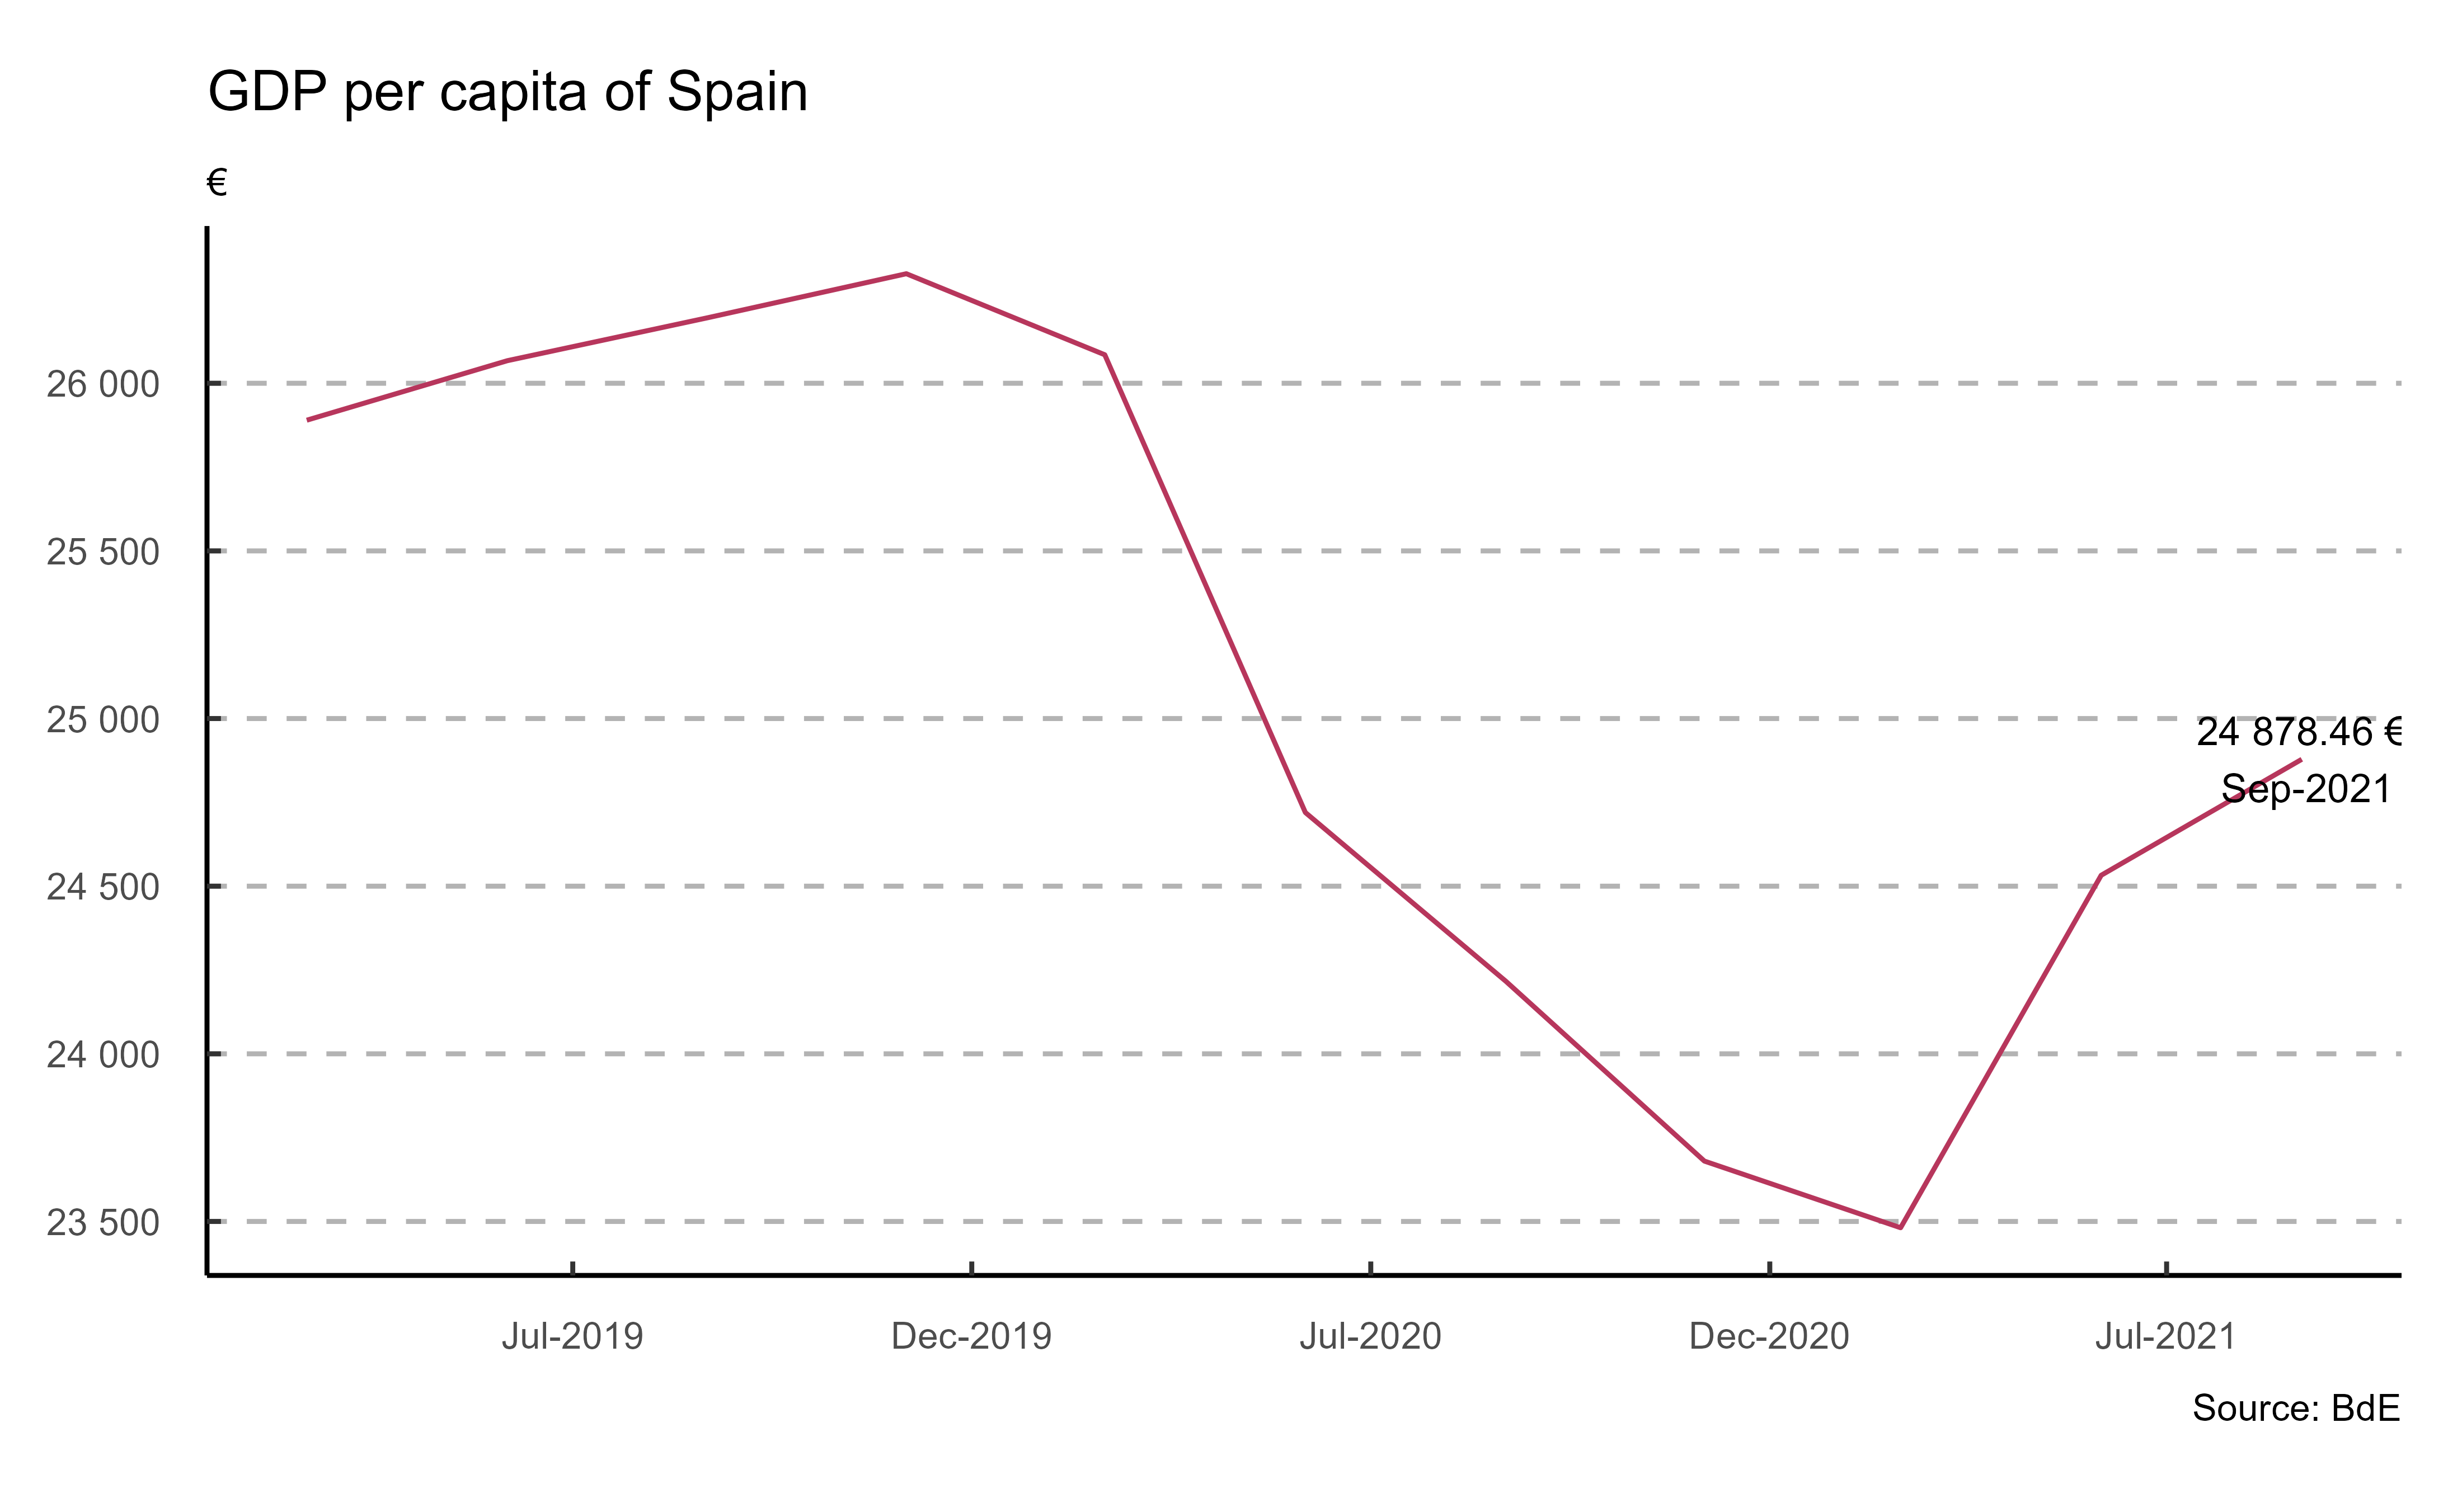 GDP per capita of Spain
€
26 000
25 500
25 000
24 878.46 €
Sep-2021
24 500
24 000
23 500
Jul-2019 Dec-2019 Jul-2020 Dec-2020 Jul-2021
Source: BdE